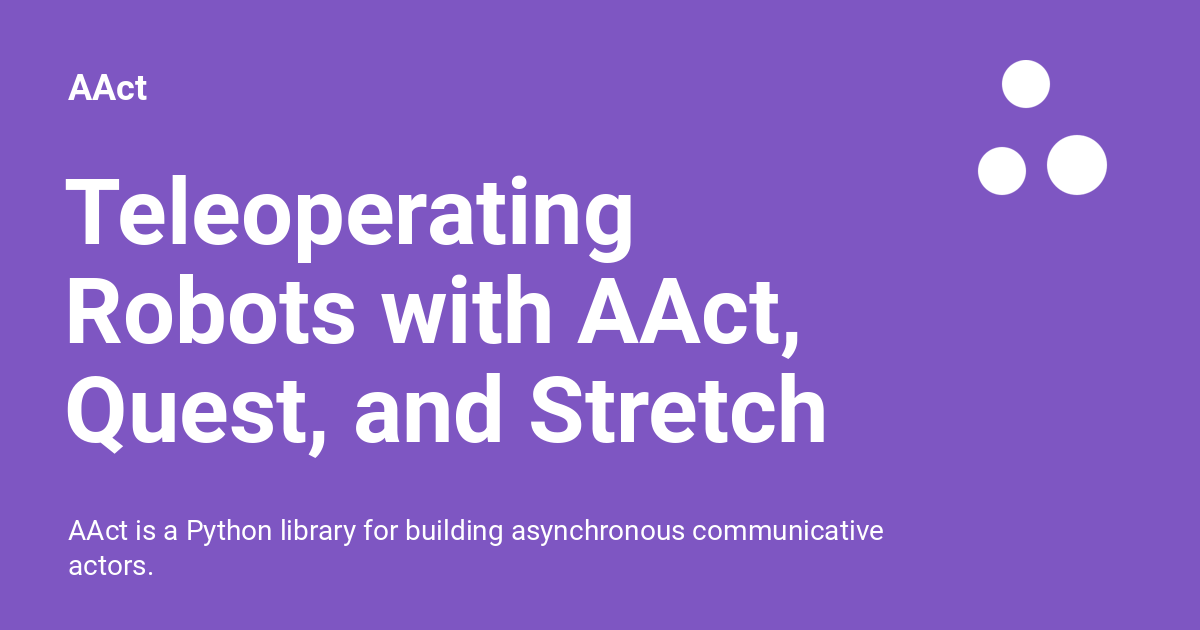 AAct
Teleoperating
Robots with AAct,
Quest, and Stretch
AAct is a Python library for building asynchronous communicative
actors.